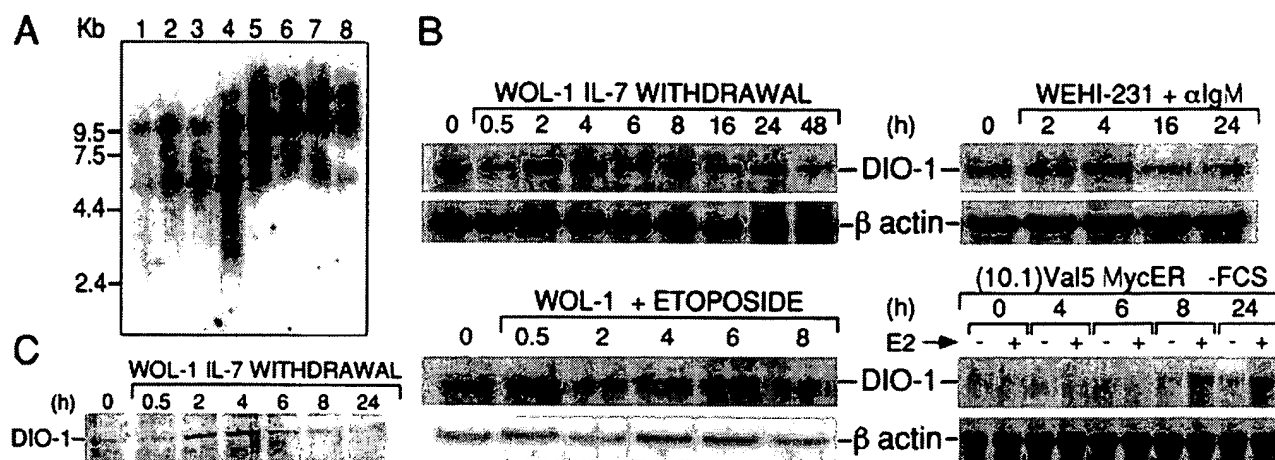 A
Kb 1 2 3 4 5 6 7 8
9.5
7.5
4.4
2.4
B
WOL-1 IL-7 WITHDRAWAL
0 0.5 2 4 6 8 16 24 48 (h)
DIO-1
β actin
WEHI-231 + αIgM
0 2 4 16 24
WOL-1 + ETOPOSIDE
0 0.5 2 4 6 8
DIO-1
β actin
(10.1)Val5 MycER -FCS
(h) 0 4 6 8 24
E2 - + - + - + - + - +
C
WOL-1 IL-7 WITHDRAWAL
(h) 0 0.5 2 4 6 8 24
DIO-1